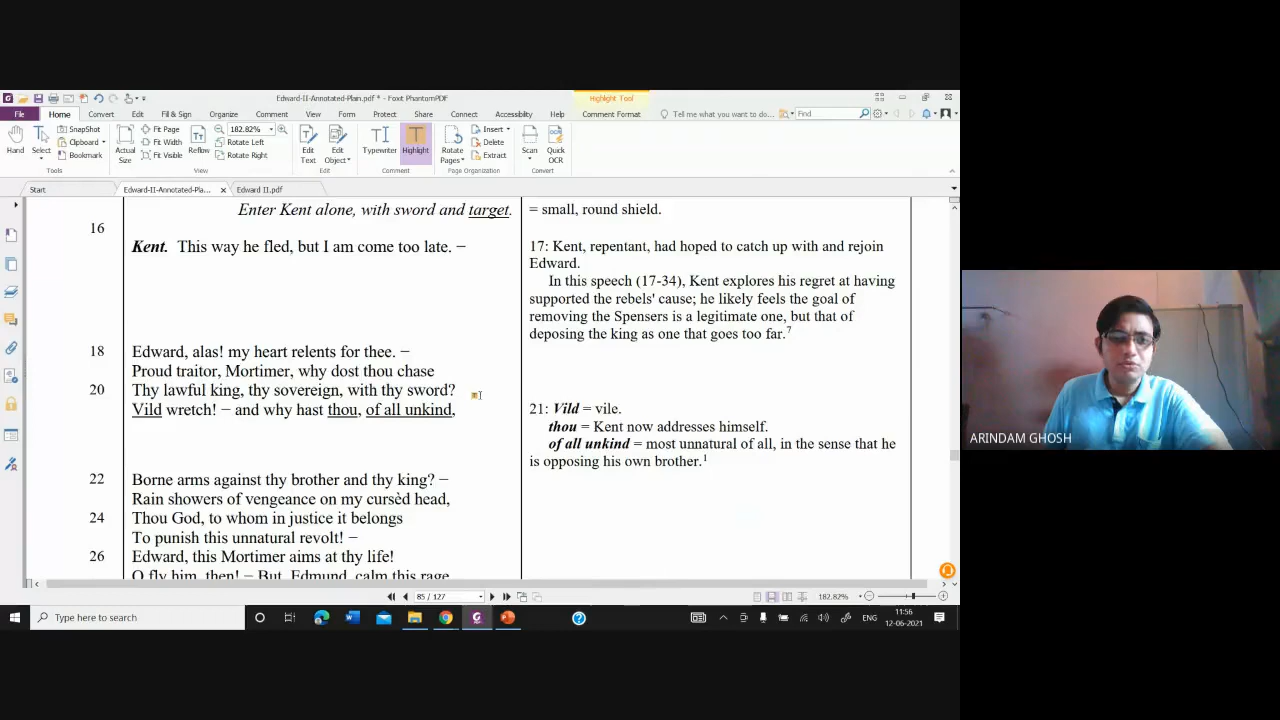 Edward-II-Annotated-Plain.pdf * - Foxit PhantomPDF
Highlight Tool
File Home Convert Edit Fill & Sign Organize Comment View Form Protect Share Connect Accessibility Help Comment Format Tell me what you want to do... Find
SnapShot
Clipboard
Bookmark
Hand
Select
Tools
Actual Size
Fit Page
Fit Width
Fit Visible
Reflow
182.82%
Rotate Left
Rotate Right
View
Edit Text
Edit Object
Edit
Typewriter
Highlight
Comment
Rotate Pages
Insert
Delete
Extract
Page Organization
Scan
Quick OCR
Convert
Start
Edward-II-Annotated-Pla...
Edward II.pdf
Enter Kent alone, with sword and target.
= small, round shield.
16
Kent. This way he fled, but I am come too late. −
17: Kent, repentant, had hoped to catch up with and rejoin
Edward.
In this speech (17-34), Kent explores his regret at having
supported the rebels' cause; he likely feels the goal of
removing the Spensers is a legitimate one, but that of
deposing the king as one that goes too far.7
18 Edward, alas! my heart relents for thee. −
Proud traitor, Mortimer, why dost thou chase
20 Thy lawful king, thy sovereign, with thy sword?
Vild wretch! − and why hast thou, of all unkind,
21: Vild = vile.
thou = Kent now addresses himself.
of all unkind = most unnatural of all, in the sense that he
is opposing his own brother.1
22 Borne arms against thy brother and thy king? −
Rain showers of vengeance on my cursèd head,
24 Thou God, to whom in justice it belongs
To punish this unnatural revolt! −
26 Edward, this Mortimer aims at thy life!
O fly him, then! − But, Edmund, calm this rage,
85 / 127
182.82%
Type here to search
ENG
11:56
12-06-2021
ARINDAM GHOSH